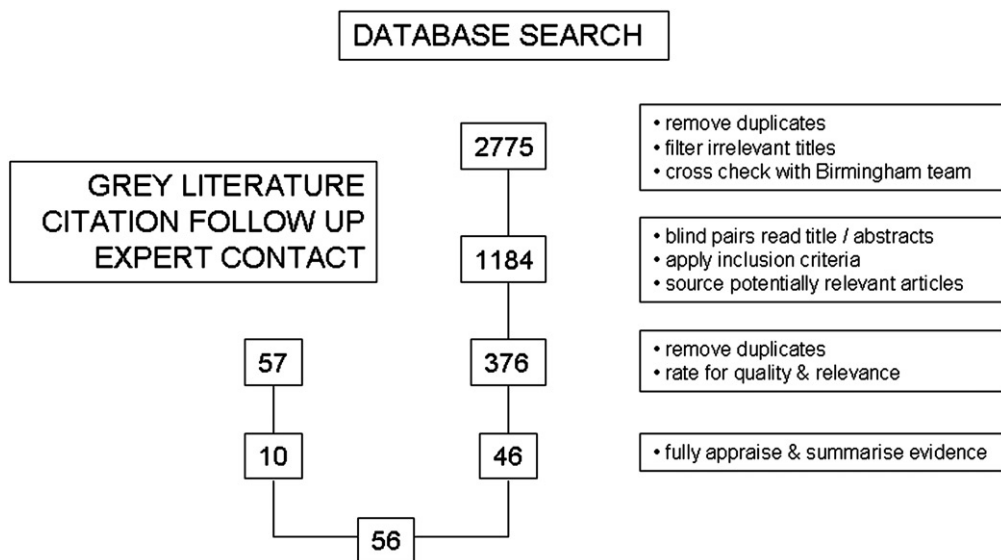 DATABASE SEARCH
2775
• remove duplicates
• filter irrelevant titles
• cross check with Birmingham team
GREY LITERATURE
CITATION FOLLOW UP
EXPERT CONTACT
1184
• blind pairs read title / abstracts
• apply inclusion criteria
• source potentially relevant articles
57
376
• remove duplicates
• rate for quality & relevance
10
46
• fully appraise & summarise evidence
56